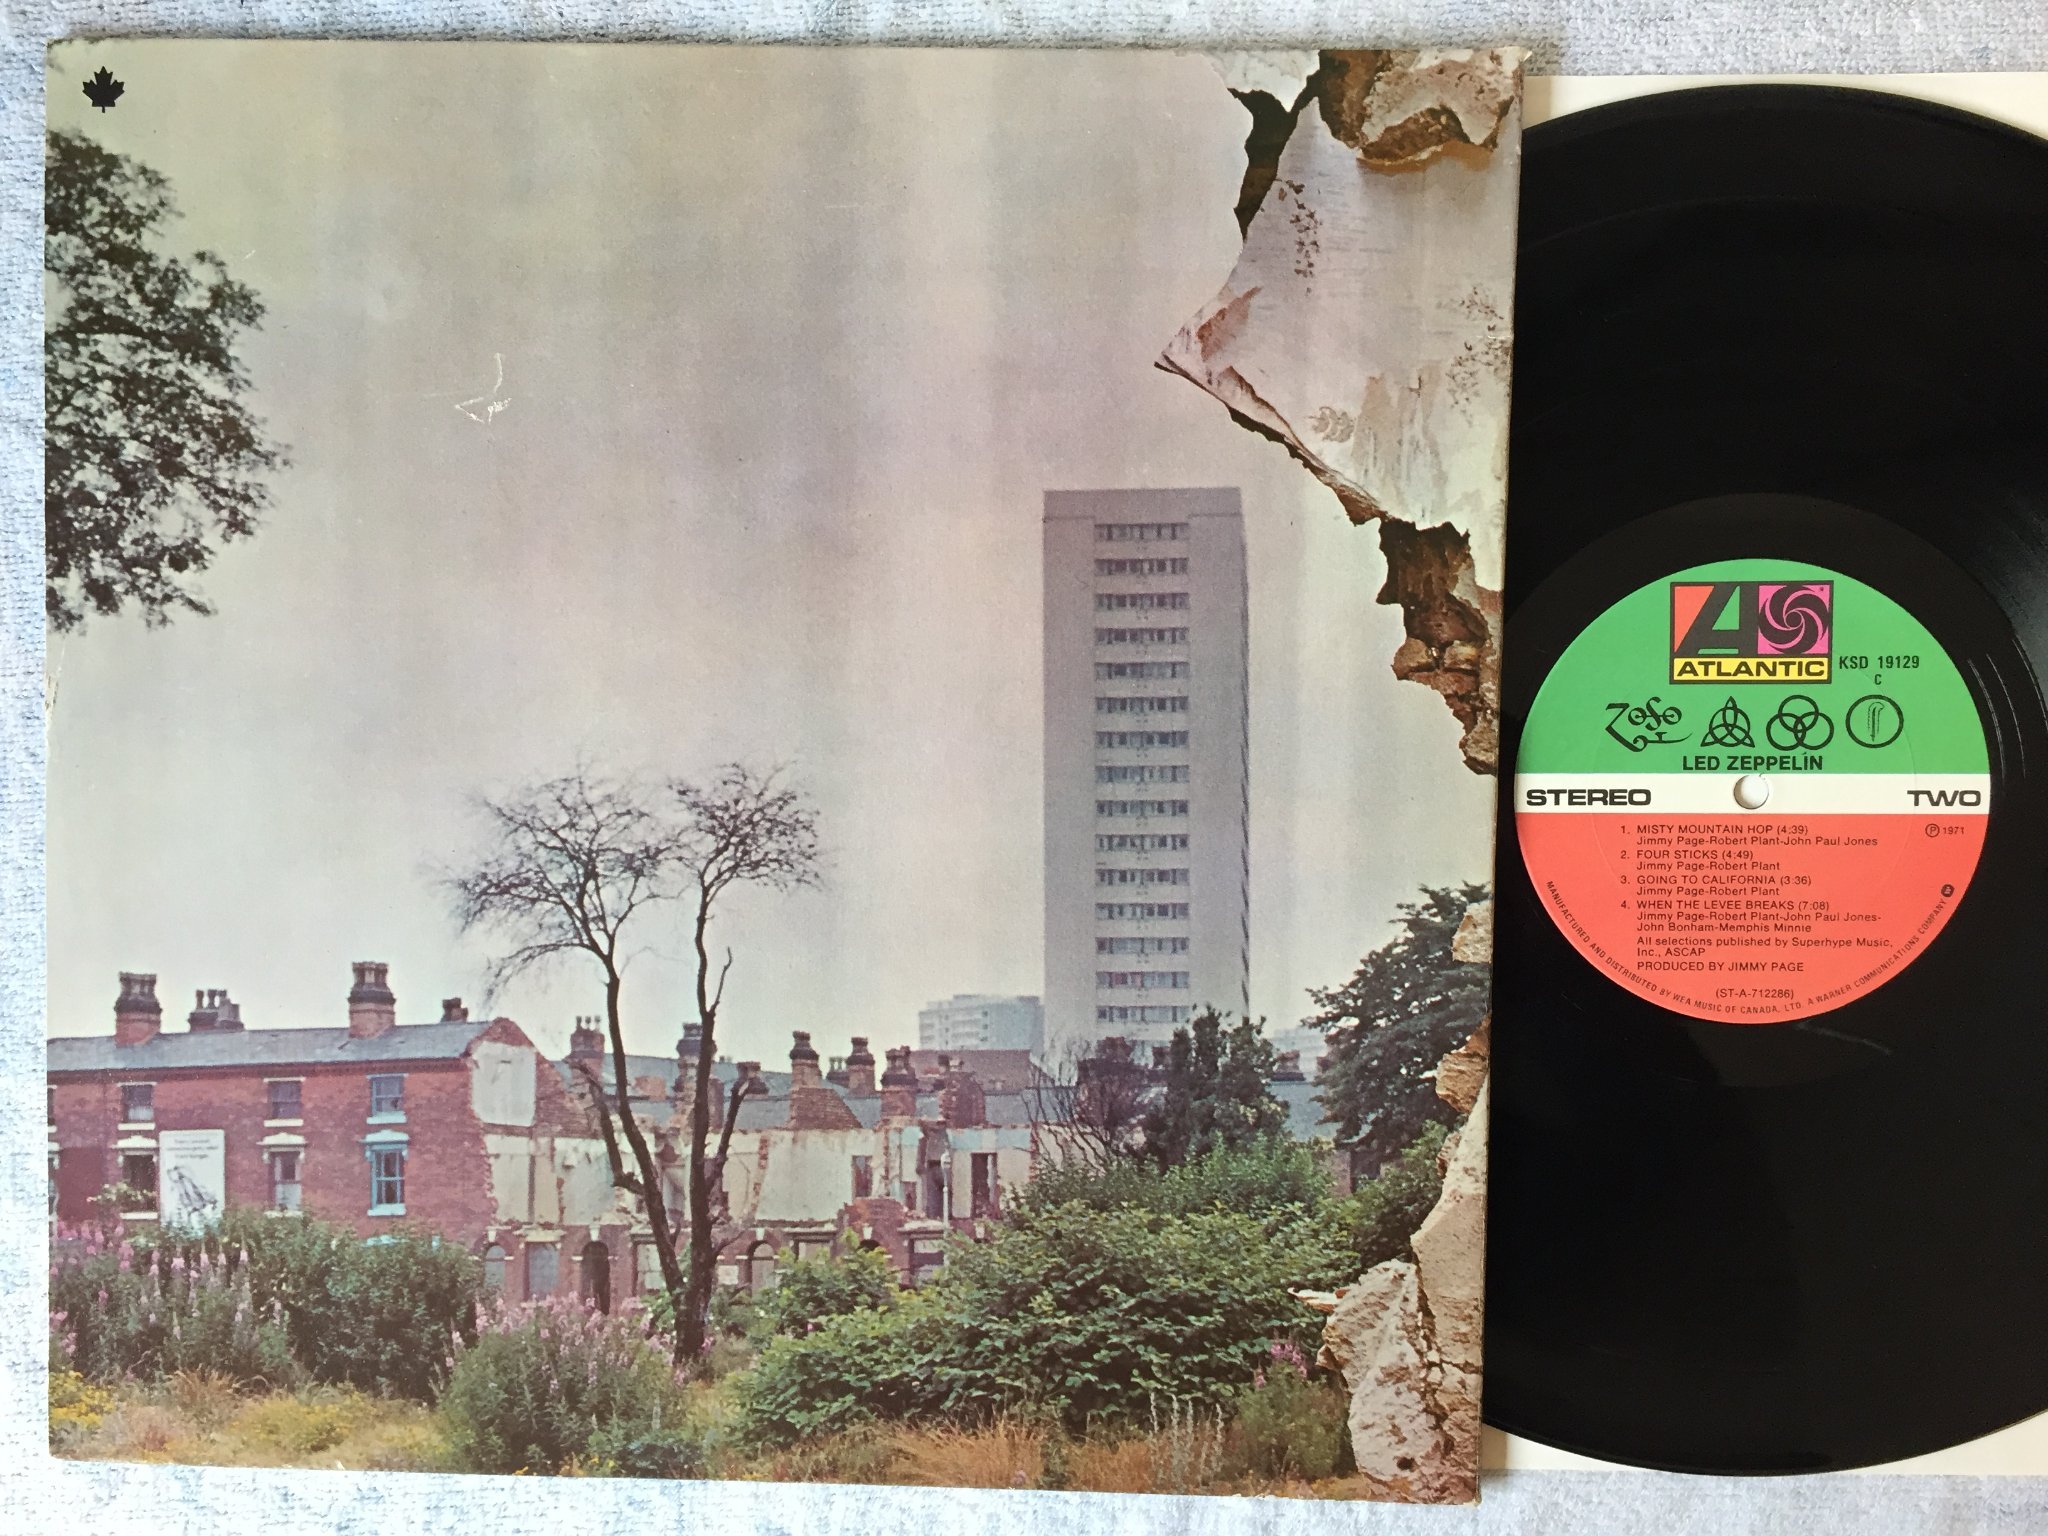 ATLANTIC
KSD 19129
C
LED ZEPPELIN
STEREO
TWO
1. MISTY MOUNTAIN HOP (4:39)
Jimmy Page-Robert Plant-John Paul Jones
2. FOUR STICKS (4:49)
Jimmy Page-Robert Plant
3. GOING TO CALIFORNIA (3:36)
Jimmy Page-Robert Plant
4. WHEN THE LEVEE BREAKS (7:08)
Jimmy Page-Robert Plant-John Paul Jones-
John Bonham-Memphis Minnie
All selections published by Superhype Music,
Inc., ASCAP
PRODUCED BY JIMMY PAGE
(ST-A-712286)
℗ 1971
MANUFACTURED AND DISTRIBUTED BY WEA MUSIC OF CANADA, LTD. A WARNER COMMUNICATIONS COMPANY